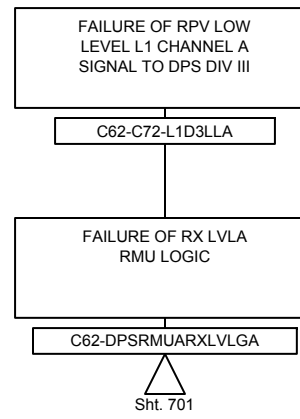 FAILURE OF RPV LOW
LEVEL L1 CHANNEL A
SIGNAL TO DPS DIV III
C62-C72-L1D3LLA
FAILURE OF RX LVLA
RMU LOGIC
C62-DPSRMUARXLVLGA
Sht. 701